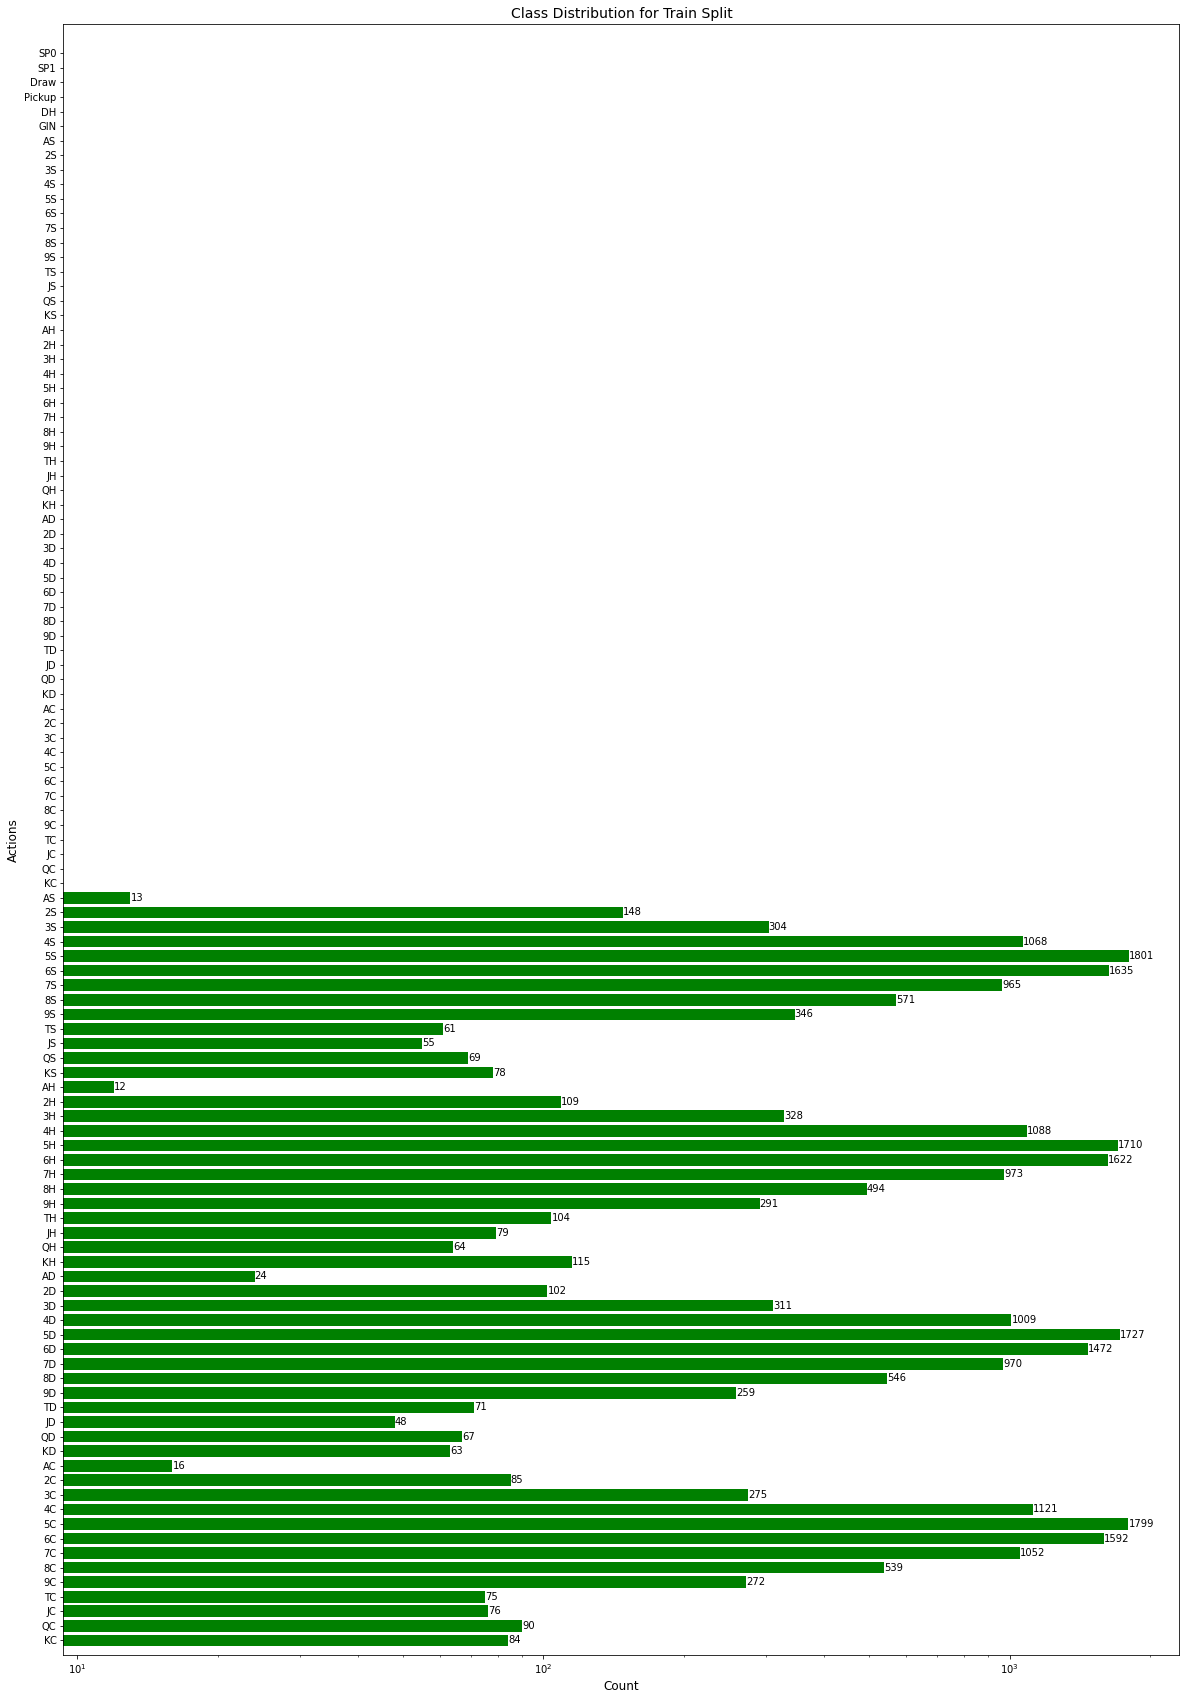 Class Distribution for Train Split
SP0
SP1
Draw
Pickup
DH
GIN
AS
2S
3S
4S
5S
6S
7S
8S
9S
TS
JS
QS
KS
AH
2H
3H
4H
5H
6H
7H
8H
9H
TH
JH
QH
KH
AD
2D
3D
4D
5D
6D
7D
8D
9D
TD
JD
QD
KD
AC
2C
3C
4C
5C
6C
7C
8C
9C
TC
JC
QC
KC
AS 13
2S 148
3S 304
4S 1068
5S 1801
6S 1635
7S 965
8S 571
9S 346
TS 61
JS 55
QS 69
KS 78
AH 12
2H 109
3H 328
4H 1088
5H 1710
6H 1622
7H 973
8H 494
9H 291
TH 104
JH 79
QH 64
KH 115
AD 24
2D 102
3D 311
4D 1009
5D 1727
6D 1472
7D 970
8D 546
9D 259
TD 71
JD 48
QD 67
KD 63
AC 16
2C 85
3C 275
4C 1121
5C 1799
6C 1592
7C 1052
8C 539
9C 272
TC 75
JC 76
QC 90
KC 84
Actions
10¹ 10² 10³
Count